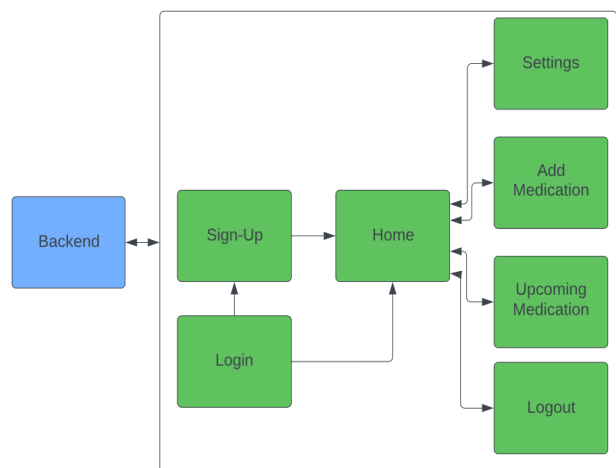 Settings
Add
Medication
Backend
Sign-Up
Home
Upcoming
Medication
Login
Logout